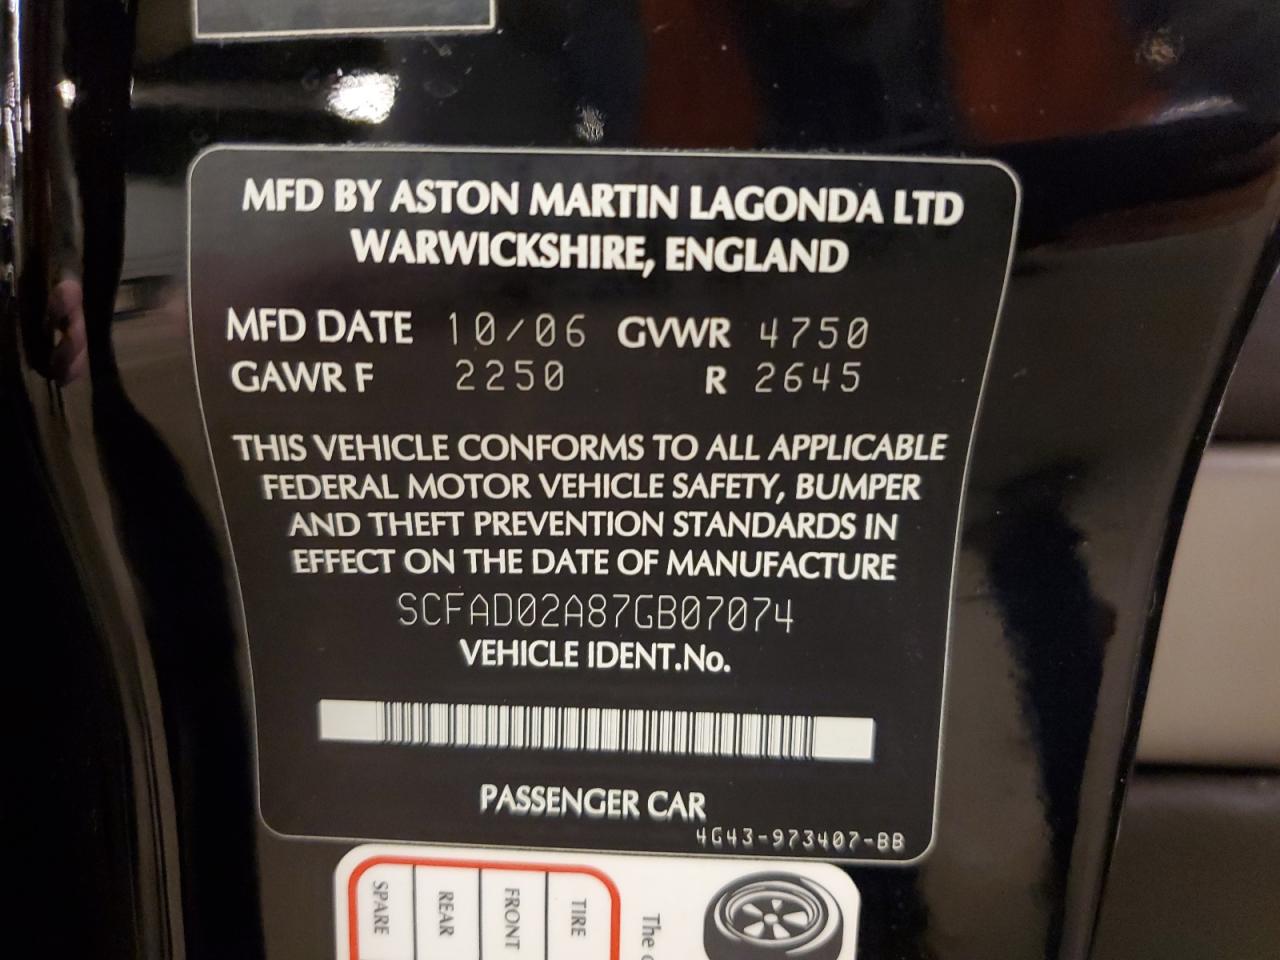 MFD BY ASTON MARTIN LAGONDA LTD
WARWICKSHIRE, ENGLAND
MFD DATE 10/06 GVWR 4750
GAWR F 2250 R 2645
THIS VEHICLE CONFORMS TO ALL APPLICABLE
FEDERAL MOTOR VEHICLE SAFETY, BUMPER
AND THEFT PREVENTION STANDARDS IN
EFFECT ON THE DATE OF MANUFACTURE
SCFAD02A87GB07074
VEHICLE IDENT.No.
PASSENGER CAR
4G43-973407-BB
The
TIRE
FRONT
REAR
SPARE